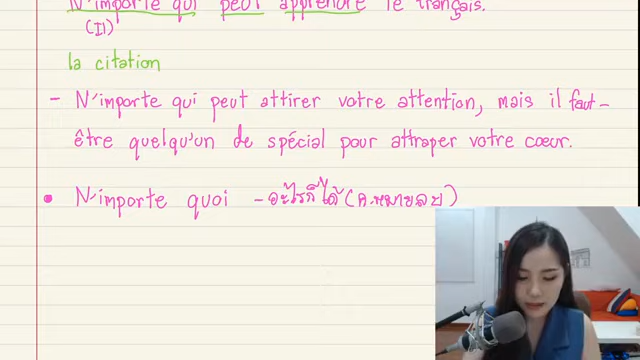 N'importe qui peut apprendre le français.
(Il)
la citation
- N'importe qui peut attirer votre attention, mais il faut-
être quelqu'un de spécial pour attraper votre cœur.
• N'importe quoi - อะไรก็ได้ (ค.หมายลบ)